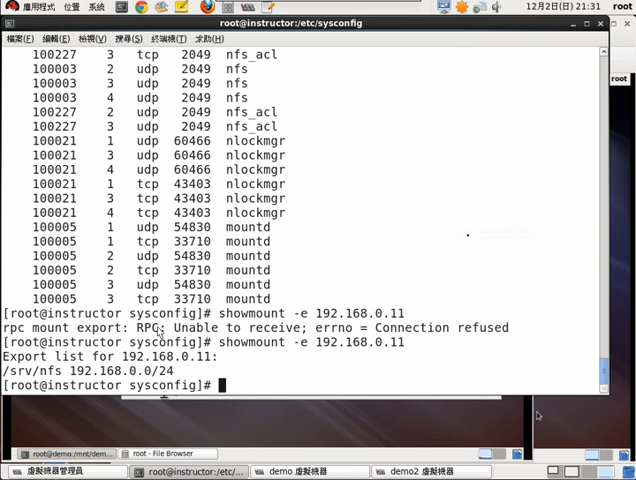 應用程式 位置 系統 12月2日(日) 21:31 root
root@instructor:/etc/sysconfig
檔案(F) 編輯(E) 檢視(V) 搜尋(S) 終端機(T) 求助(H)
root
100227 3 tcp 2049 nfs_acl
100003 2 udp 2049 nfs
100003 3 udp 2049 nfs
100003 4 udp 2049 nfs
100227 2 udp 2049 nfs_acl
100227 3 udp 2049 nfs_acl
100021 1 udp 60466 nlockmgr
100021 3 udp 60466 nlockmgr
100021 4 udp 60466 nlockmgr
100021 1 tcp 43403 nlockmgr
100021 3 tcp 43403 nlockmgr
100021 4 tcp 43403 nlockmgr
100005 1 udp 54830 mountd
100005 1 tcp 33710 mountd
100005 2 udp 54830 mountd
100005 2 tcp 33710 mountd
100005 3 udp 54830 mountd
100005 3 tcp 33710 mountd
[root@instructor sysconfig]# showmount -e 192.168.0.11
rpc mount export: RPC: Unable to receive; errno = Connection refused
[root@instructor sysconfig]# showmount -e 192.168.0.11
Export list for 192.168.0.11:
/srv/nfs 192.168.0.0/24
[root@instructor sysconfig]#
root@demo:/mnt/dem... root - File Browser
虛擬機器管理員 root@instructor:/etc/... demo 虛擬機器 demo2 虛擬機器